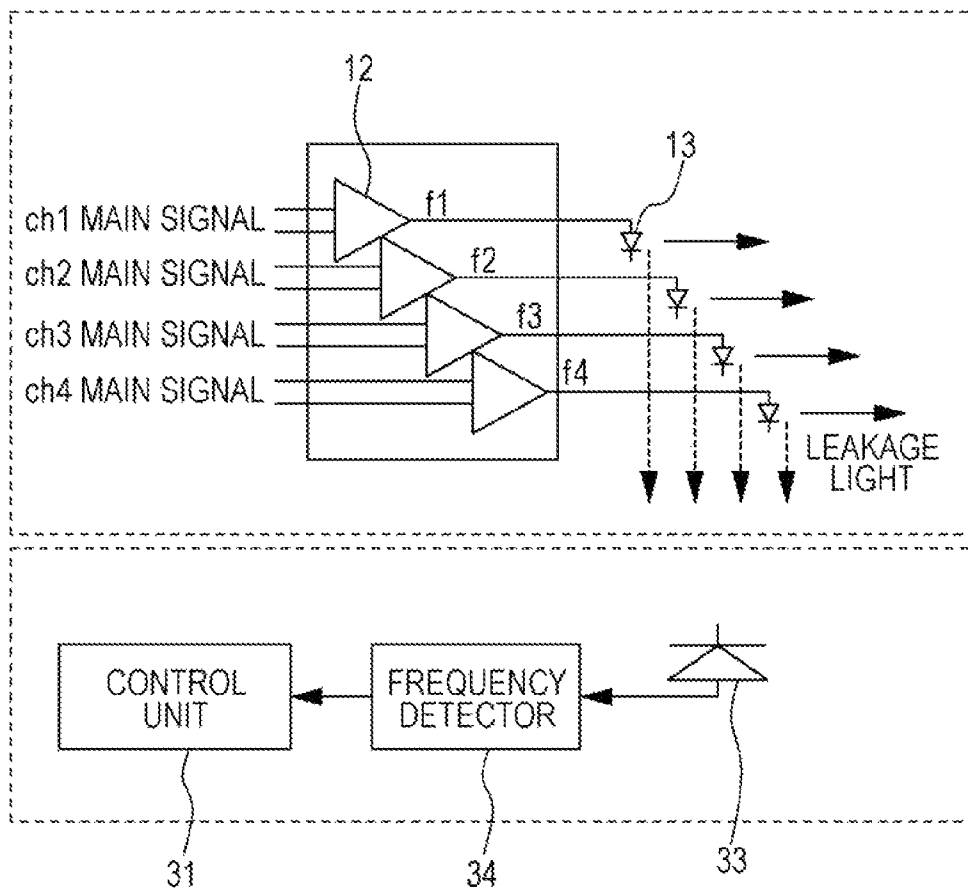 12
13
ch1 MAIN SIGNAL
f1
ch2 MAIN SIGNAL
f2
ch3 MAIN SIGNAL
f3
ch4 MAIN SIGNAL
f4
LEAKAGE
LIGHT
CONTROL
UNIT
FREQUENCY
DETECTOR
31
34
33